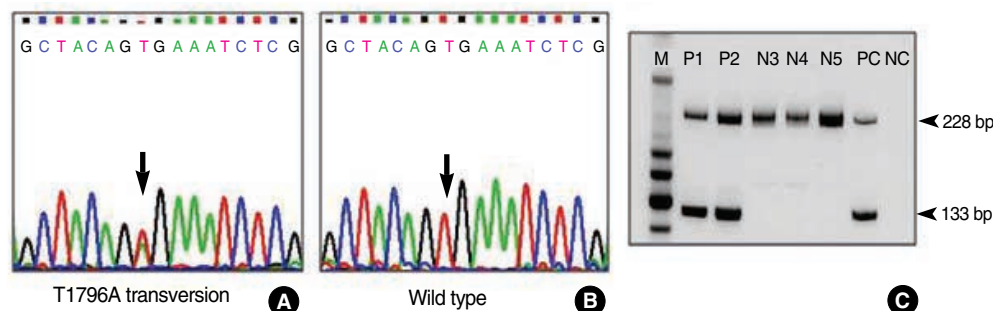 G C T A C A G T G A A A T C T C G
G C T A C A G T G A A A T C T C G
M P1 P2 N3 N4 N5 PC NC
228 bp
133 bp
T1796A transversion
A
Wild type
B
C